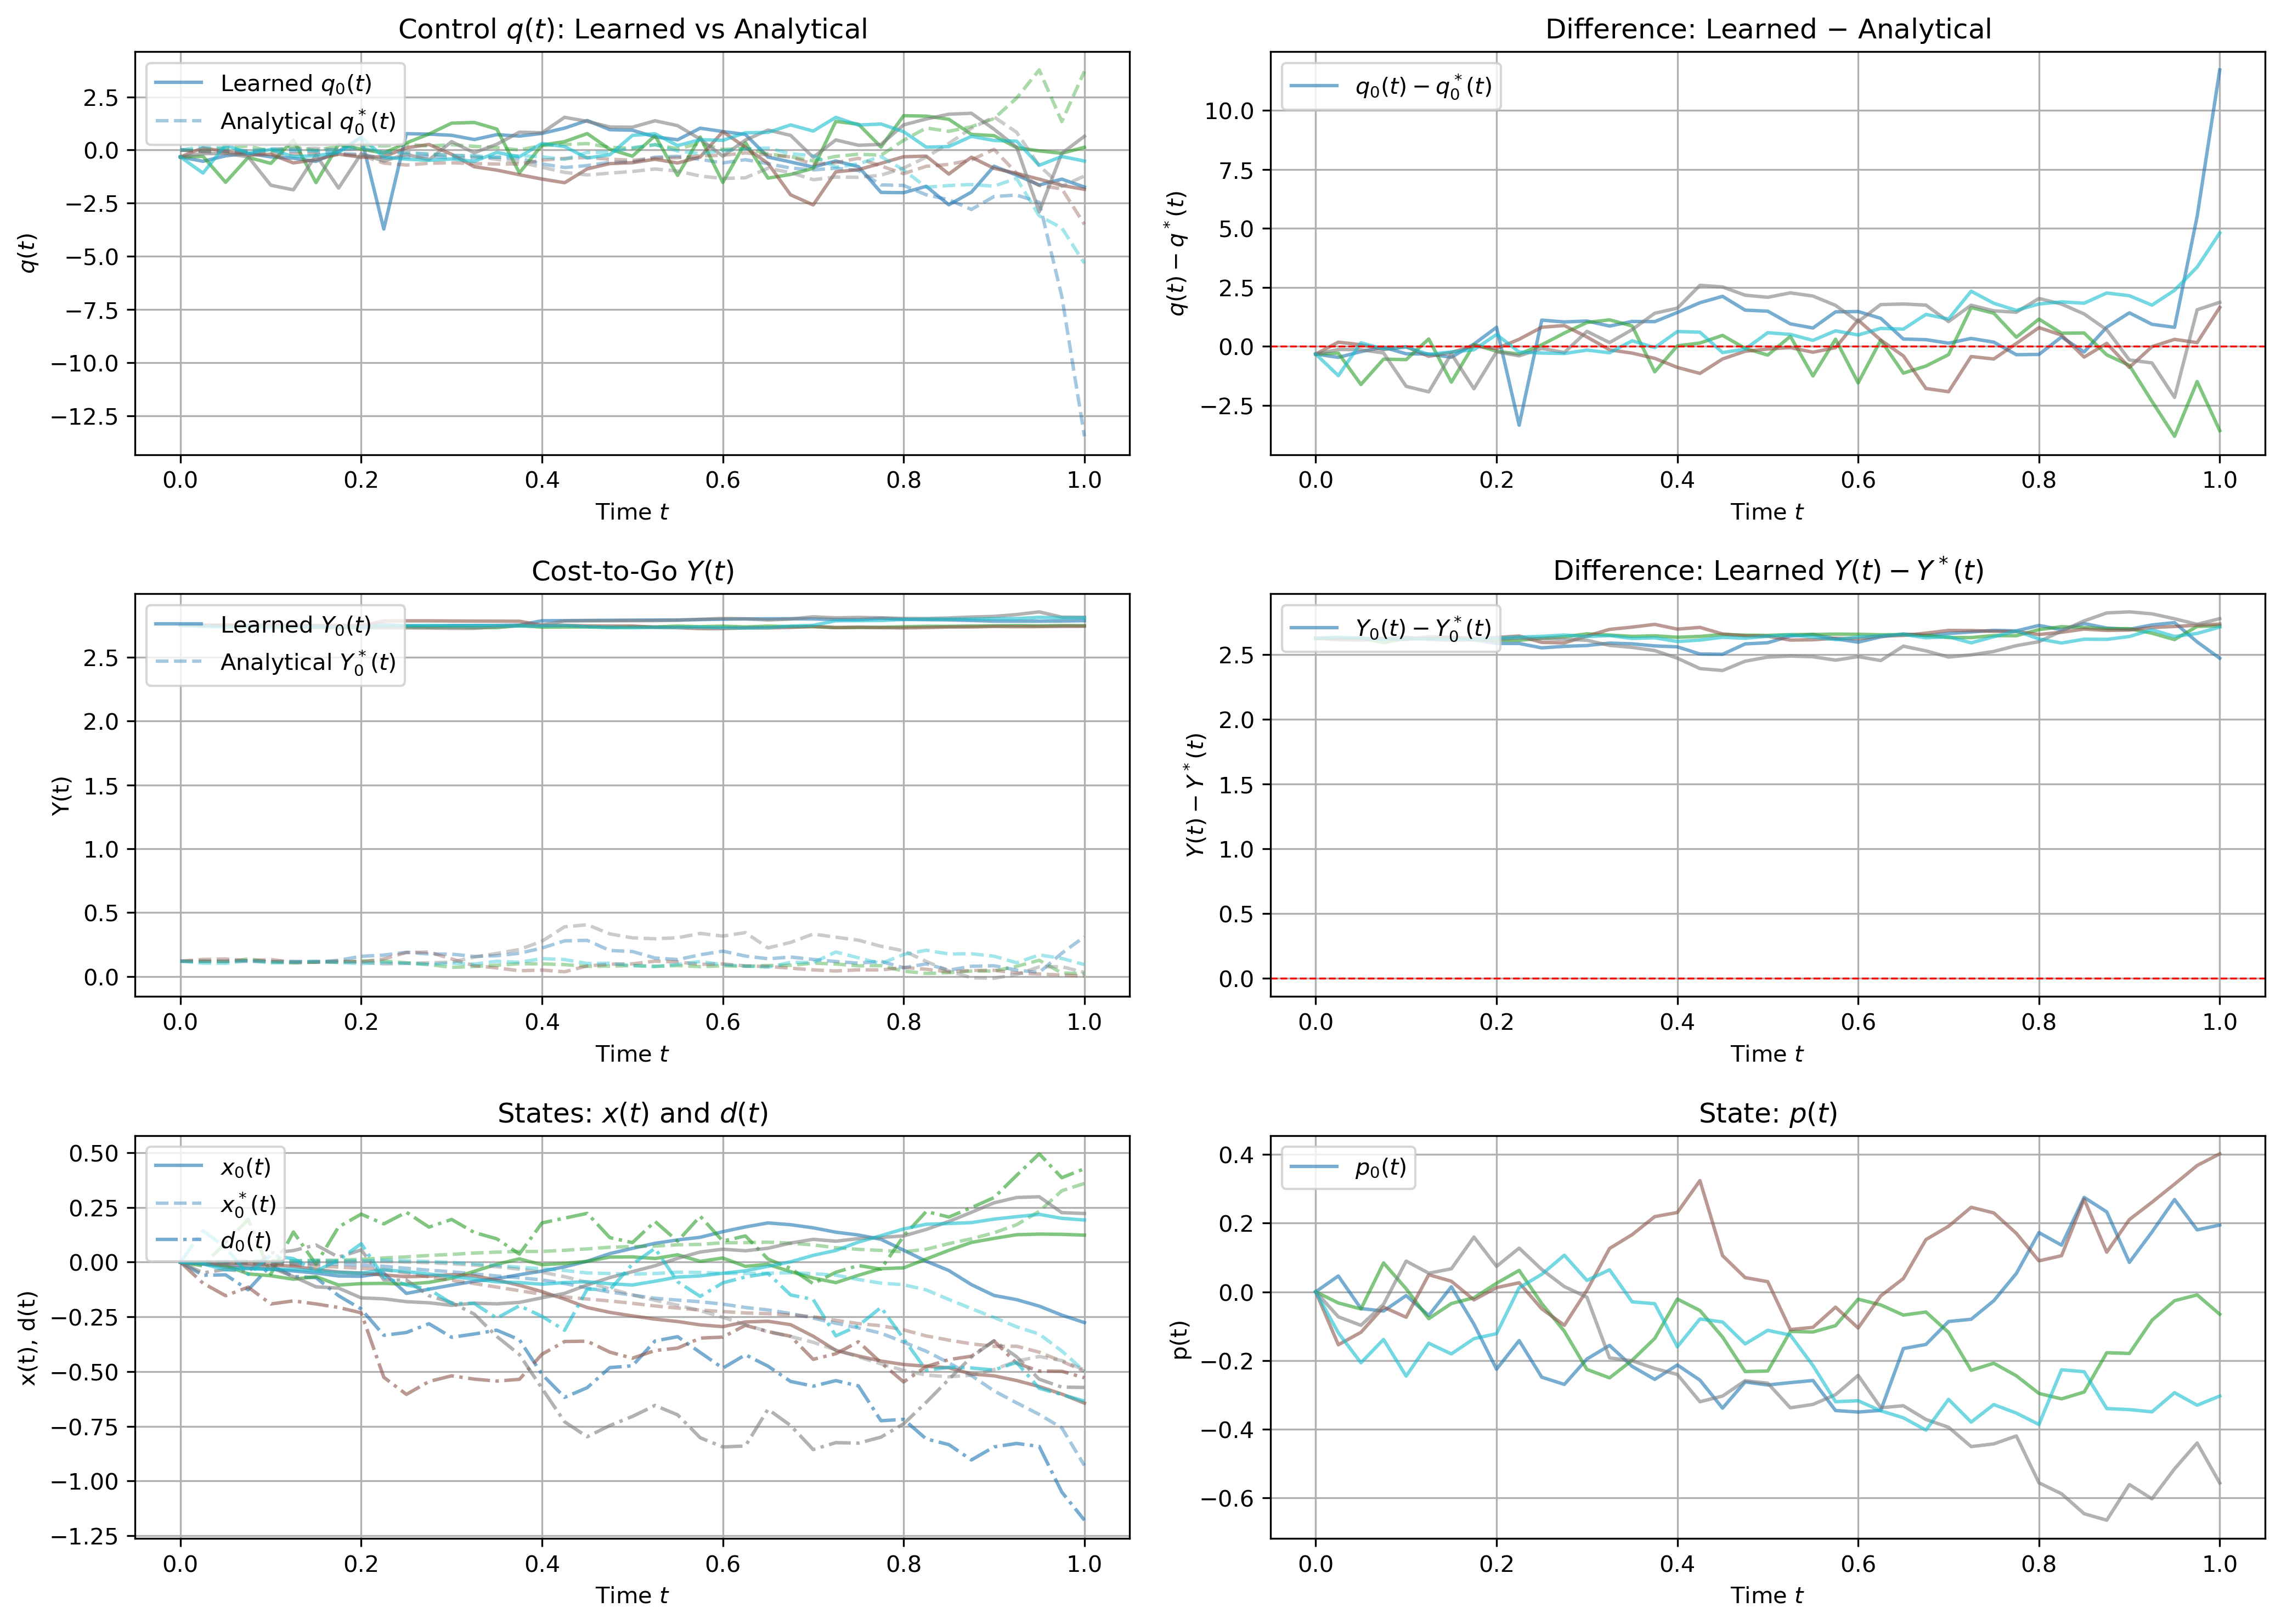 Control q(t): Learned vs Analytical
Learned q₀(t)
Analytical q₀*(t)
q(t)
2.5
0.0
−2.5
−5.0
−7.5
−10.0
−12.5
0.0 0.2 0.4 0.6 0.8 1.0
Time t
Difference: Learned − Analytical
q₀(t) − q₀*(t)
q(t) − q*(t)
10.0
7.5
5.0
2.5
0.0
−2.5
0.0 0.2 0.4 0.6 0.8 1.0
Time t
Cost-to-Go Y(t)
Learned Y₀(t)
Analytical Y₀*(t)
Y(t)
2.5
2.0
1.5
1.0
0.5
0.0
0.0 0.2 0.4 0.6 0.8 1.0
Time t
Difference: Learned Y(t) − Y*(t)
Y₀(t) − Y₀*(t)
Y(t) − Y*(t)
2.5
2.0
1.5
1.0
0.5
0.0
0.0 0.2 0.4 0.6 0.8 1.0
Time t
States: x(t) and d(t)
x₀(t)
x₀*(t)
d₀(t)
x(t), d(t)
0.50
0.25
0.00
−0.25
−0.50
−0.75
−1.00
−1.25
0.0 0.2 0.4 0.6 0.8 1.0
Time t
State: p(t)
p₀(t)
p(t)
0.4
0.2
0.0
−0.2
−0.4
−0.6
0.0 0.2 0.4 0.6 0.8 1.0
Time t